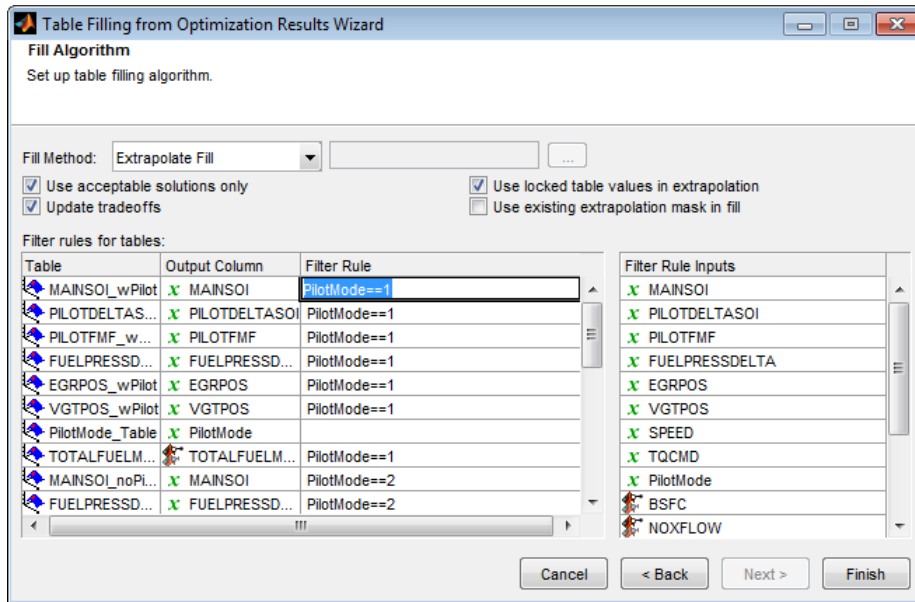 Table Filling from Optimization Results Wizard
Fill Algorithm
Set up table filling algorithm.
Fill Method: Extrapolate Fill ...
Use acceptable solutions only Use locked table values in extrapolation
Update tradeoffs Use existing extrapolation mask in fill
Filter rules for tables:
Table Output Column Filter Rule Filter Rule Inputs
MAINSOI_wPilot x MAINSOI PilotMode==1 x MAINSOI
PILOTDELTAS... x PILOTDELTASOI PilotMode==1 x PILOTDELTASOI
PILOTFMF_w... x PILOTFMF PilotMode==1 x PILOTFMF
FUELPRESSD... x FUELPRESSD... PilotMode==1 x FUELPRESSDELTA
EGRPOS_wPilot x EGRPOS PilotMode==1 x EGRPOS
VGTPOS_wPilot x VGTPOS PilotMode==1 x VGTPOS
PilotMode_Table x PilotMode x SPEED
TOTALFUELM... TOTALFUELM... PilotMode==1 x TQCMD
MAINSOI_noPi... x MAINSOI PilotMode==2 x PilotMode
FUELPRESSD... x FUELPRESSD... PilotMode==2 BSFC
NOXFLOW
Cancel < Back Next > Finish